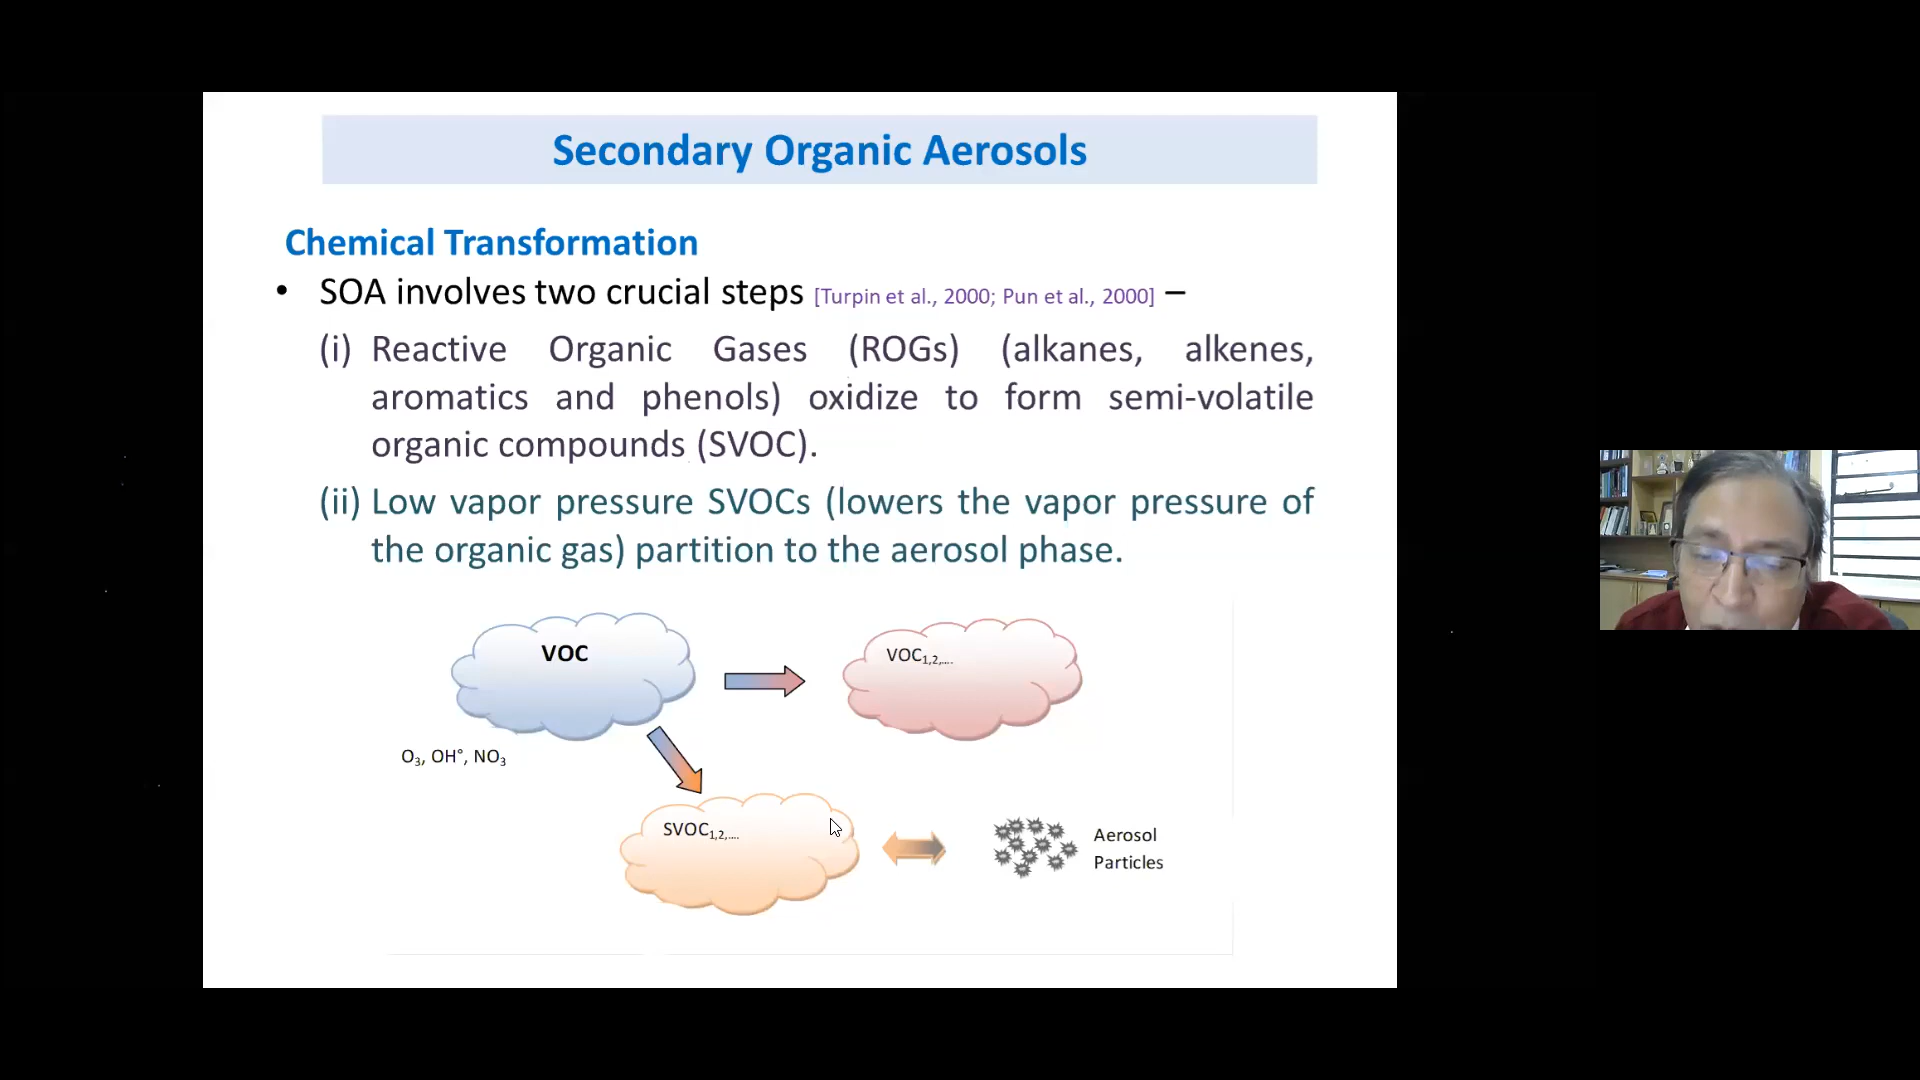 Secondary Organic Aerosols
Chemical Transformation
• SOA involves two crucial steps [Turpin et al., 2000; Pun et al., 2000] –
(i) Reactive Organic Gases (ROGs) (alkanes, alkenes,
aromatics and phenols) oxidize to form semi-volatile
organic compounds (SVOC).
(ii) Low vapor pressure SVOCs (lowers the vapor pressure of
the organic gas) partition to the aerosol phase.
VOC
VOC₁,₂,....
O₃, OH°, NO₃
SVOC₁,₂,....
Aerosol
Particles